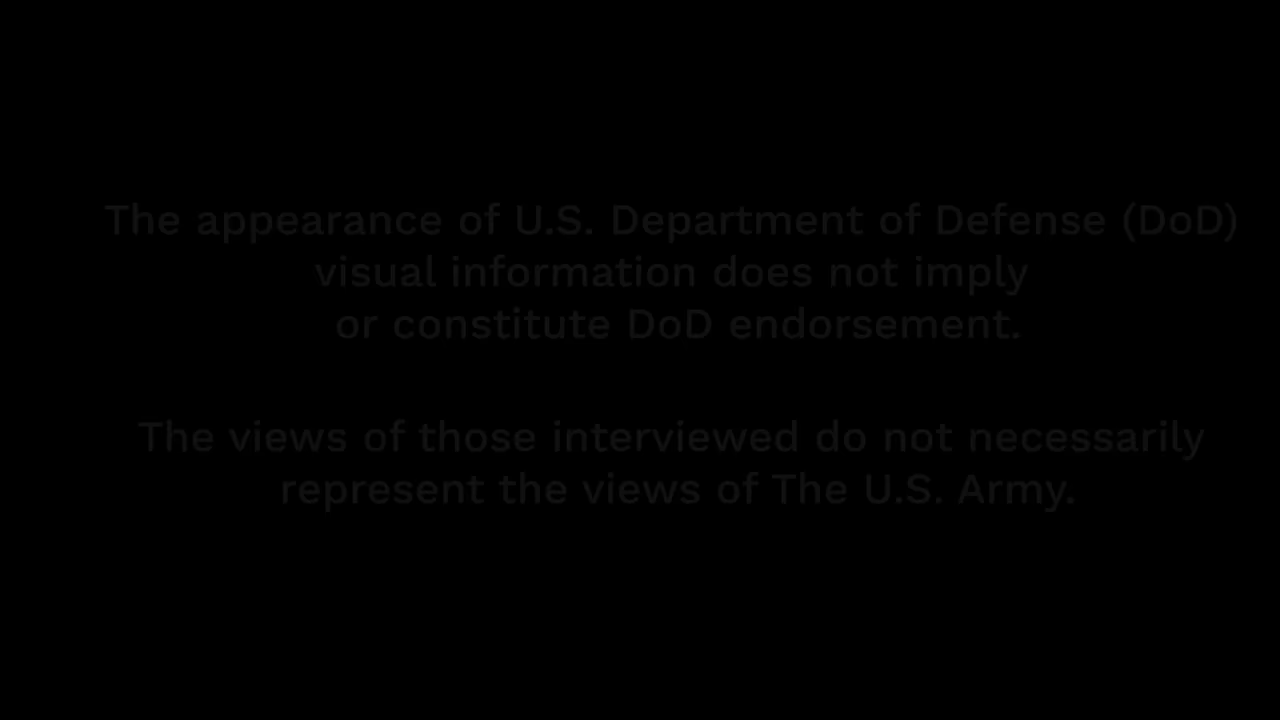 The appearance of U.S. Department of Defense (DoD)
visual information does not imply
or constitute DoD endorsement.
The views of those interviewed do not necessarily
represent the views of The U.S. Army.